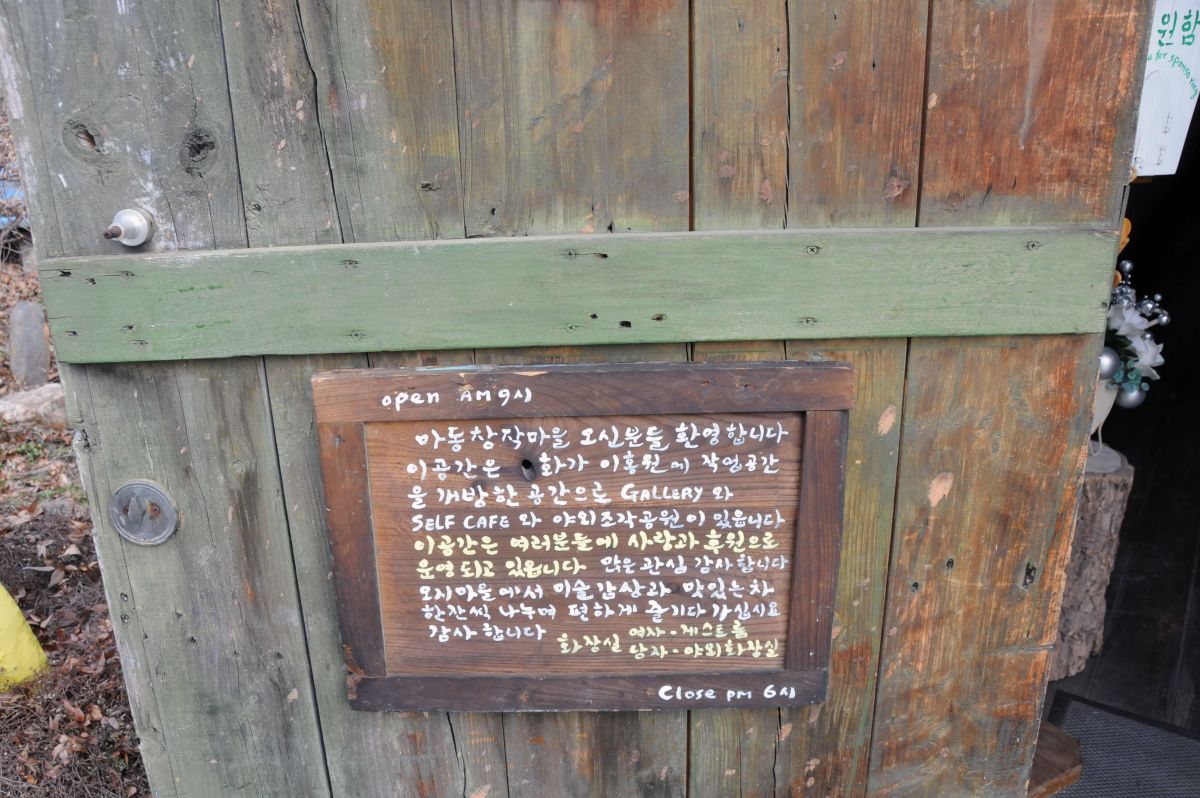 원함
for sponsoring
open AM 9시
마동창작마을 오신분들 환영합니다
이공간은 화가 이홍원에 작업공간
을 개방한 공간으로 GALLERY 와
SELF CAFE 와 야외조각공원이 있읍니다
이공간은 여러분들에 사랑과 후원으로
운영되고 있읍니다 많은 관심 감사합니다
오지마을에서 미술감상과 맛있는차
한잔씩 나누며 편하게 즐기다 가십시요
감사합니다
화장실 여자·게스트룸
남자·야외화장실
Close pm 6시